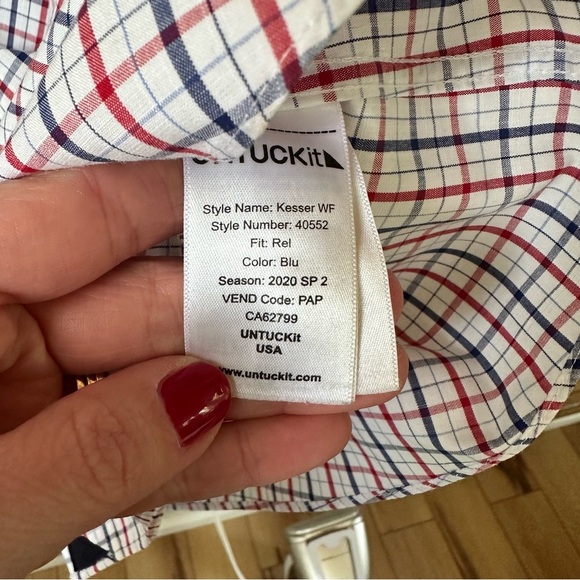 UNTUCKit
Style Name: Kesser WF
Style Number: 40552
Fit: Rel
Color: Blu
Season: 2020 SP 2
VEND Code: PAP
CA62799
UNTUCKit
USA
www.untuckit.com